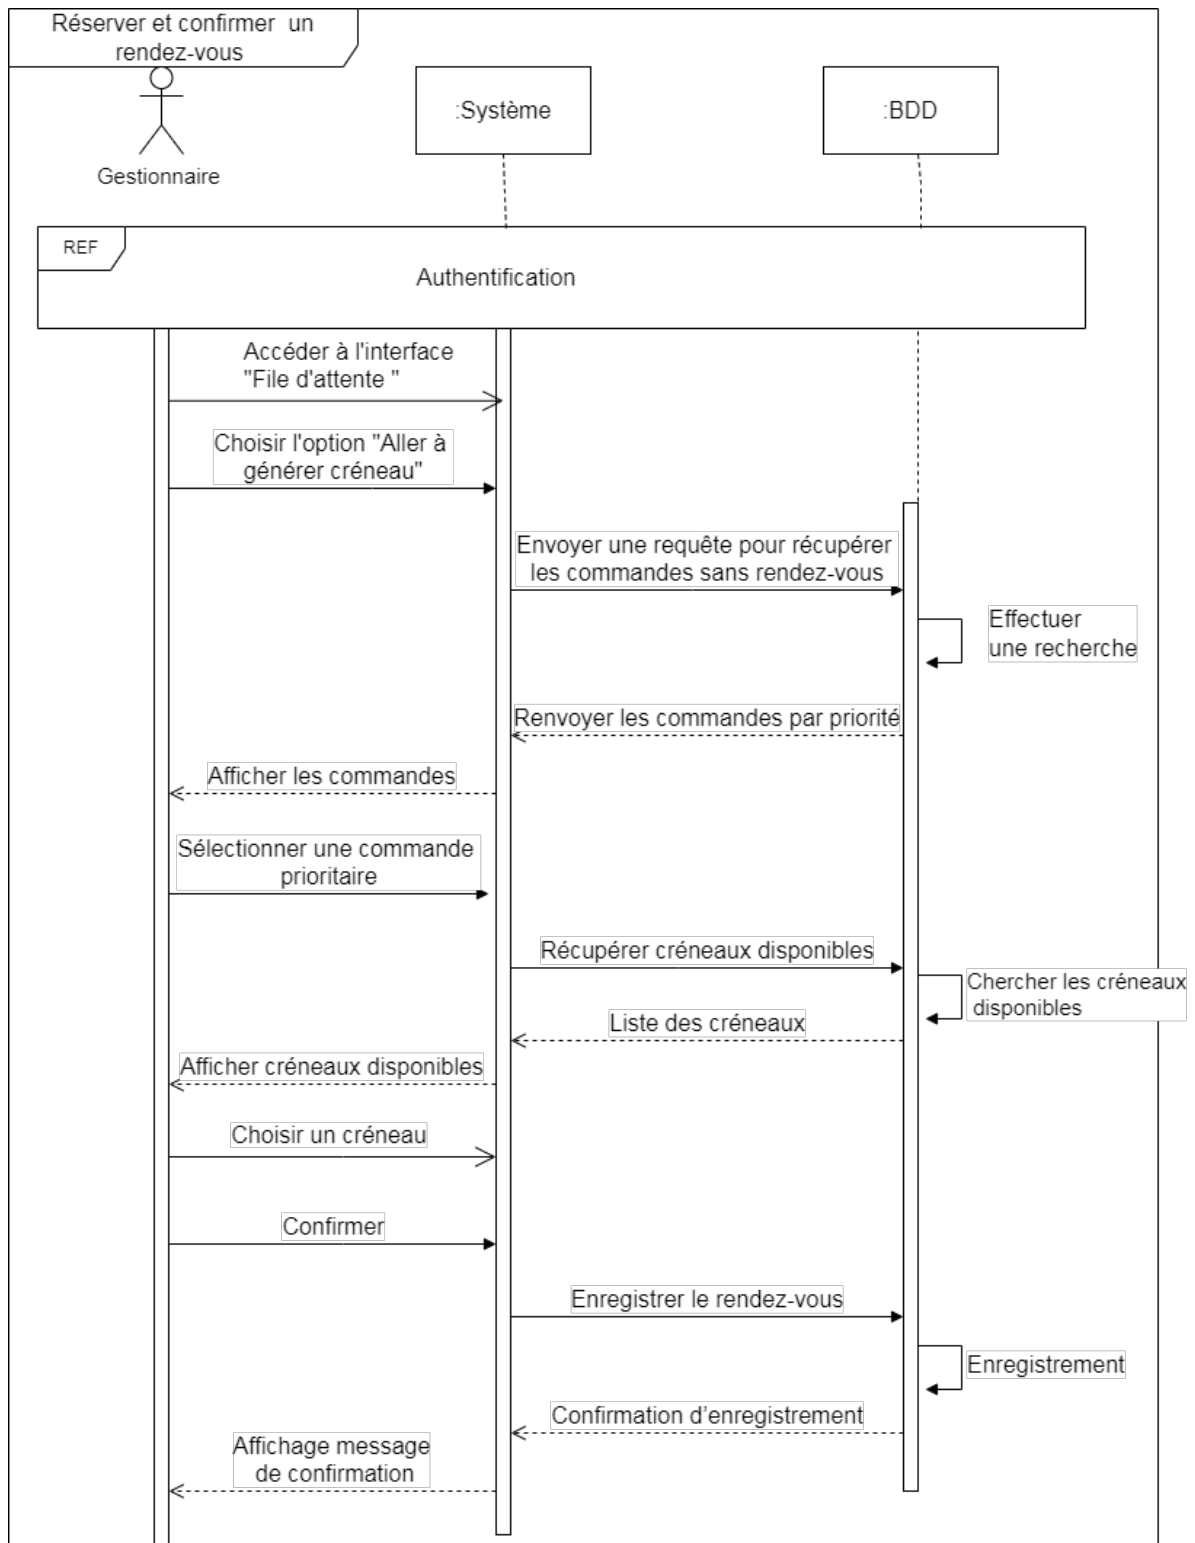 Réserver et confirmer un
rendez-vous
:Système
:BDD
Gestionnaire
REF
Authentification
Accéder à l'interface
"File d'attente "
Choisir l'option "Aller à
générer créneau"
Envoyer une requête pour récupérer
les commandes sans rendez-vous
Effectuer
une recherche
Renvoyer les commandes par priorité
Afficher les commandes
Sélectionner une commande
prioritaire
Récupérer créneaux disponibles
Chercher les créneaux
disponibles
Liste des créneaux
Afficher créneaux disponibles
Choisir un créneau
Confirmer
Enregistrer le rendez-vous
Enregistrement
Confirmation d’enregistrement
Affichage message
de confirmation